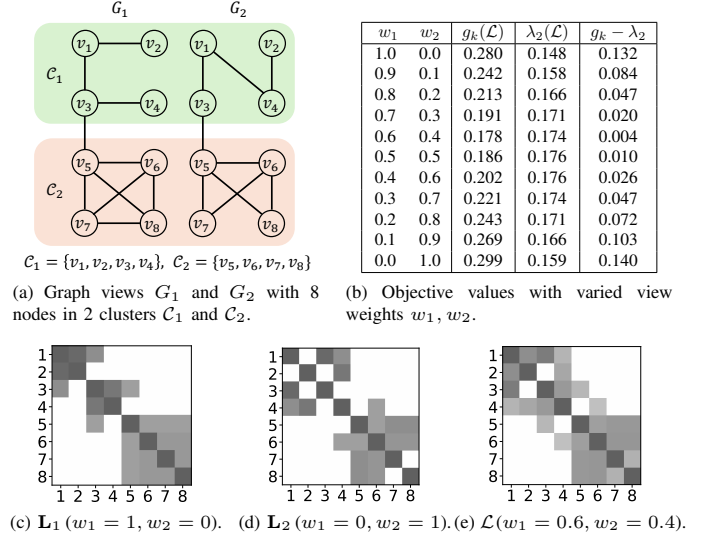 G₁ G₂
v₁ v₂ v₁ v₂
𝒞₁
v₃ v₄ v₃ v₄
v₅ v₆ v₅ v₆
𝒞₂
v₇ v₈ v₇ v₈
𝒞₁ = {v₁, v₂, v₃, v₄}, 𝒞₂ = {v₅, v₆, v₇, v₈}
(a) Graph views G₁ and G₂ with 8
nodes in 2 clusters 𝒞₁ and 𝒞₂.
w₁ w₂ gₖ(ℒ) λ₂(ℒ) gₖ − λ₂
1.0 0.0 0.280 0.148 0.132
0.9 0.1 0.242 0.158 0.084
0.8 0.2 0.213 0.166 0.047
0.7 0.3 0.191 0.171 0.020
0.6 0.4 0.178 0.174 0.004
0.5 0.5 0.186 0.176 0.010
0.4 0.6 0.202 0.176 0.026
0.3 0.7 0.221 0.174 0.047
0.2 0.8 0.243 0.171 0.072
0.1 0.9 0.269 0.166 0.103
0.0 1.0 0.299 0.159 0.140
(b) Objective values with varied view
weights w₁, w₂.
1
2
3
4
5
6
7
8
1 2 3 4 5 6 7 8
(c) L₁ (w₁ = 1, w₂ = 0).
1
2
3
4
5
6
7
8
1 2 3 4 5 6 7 8
(d) L₂ (w₁ = 0, w₂ = 1).
1
2
3
4
5
6
7
8
1 2 3 4 5 6 7 8
(e) ℒ(w₁ = 0.6, w₂ = 0.4).